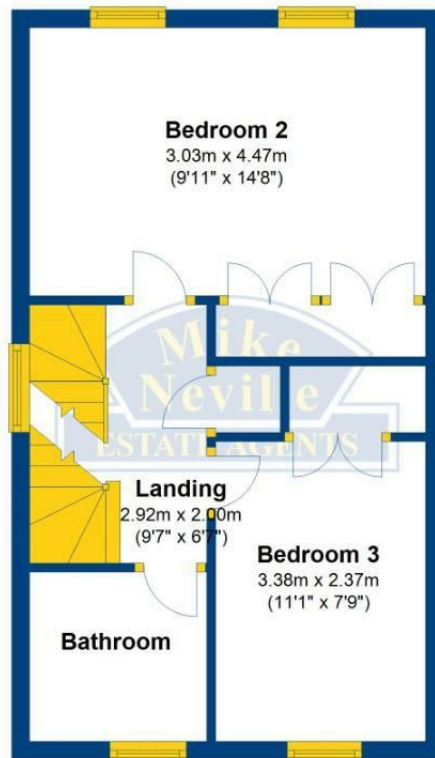 Bedroom 2
3.03m x 4.47m
(9'11" x 14'8")
Mike
Neville
ESTATE AGENTS
Landing
2.92m x 2.00m
(9'7" x 6'7")
Bedroom 3
3.38m x 2.37m
(11'1" x 7'9")
Bathroom